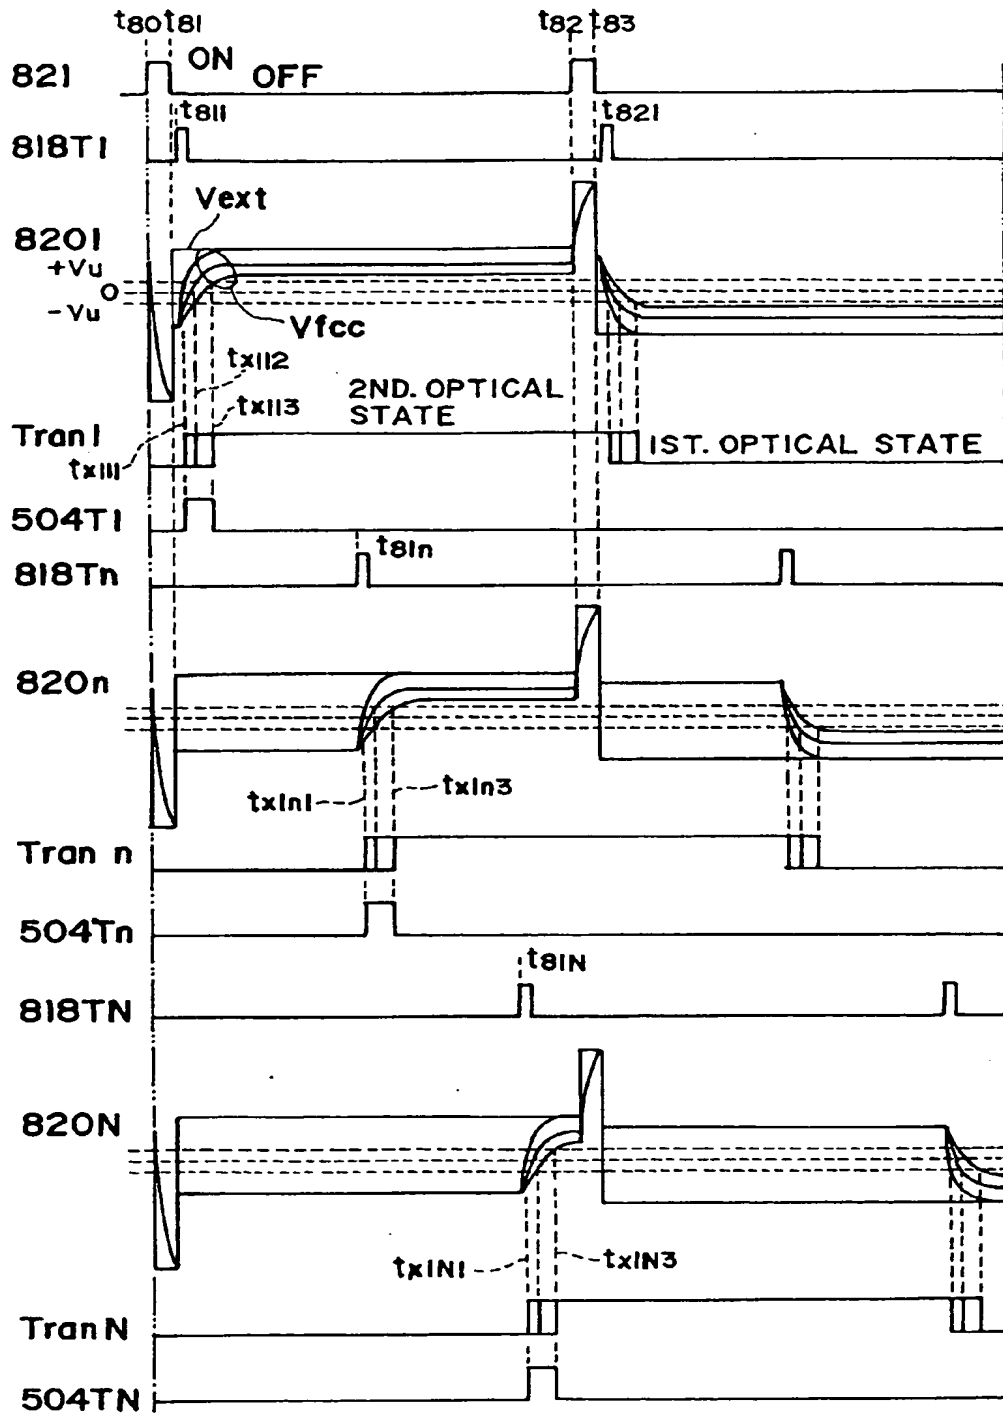 t80 t81 t82 t83
821 ON OFF
t811 t821
818T1
Vext
8201
+Vu
0
-Vu
Vfcc
tx112
tx113
2ND. OPTICAL STATE
Tran1
1ST. OPTICAL STATE
tx111
504T1
t81n
818Tn
820n
tx1n1 tx1n3
Tran n
504Tn
t81N
818TN
820N
tx1N1 tx1N3
Tran N
504TN